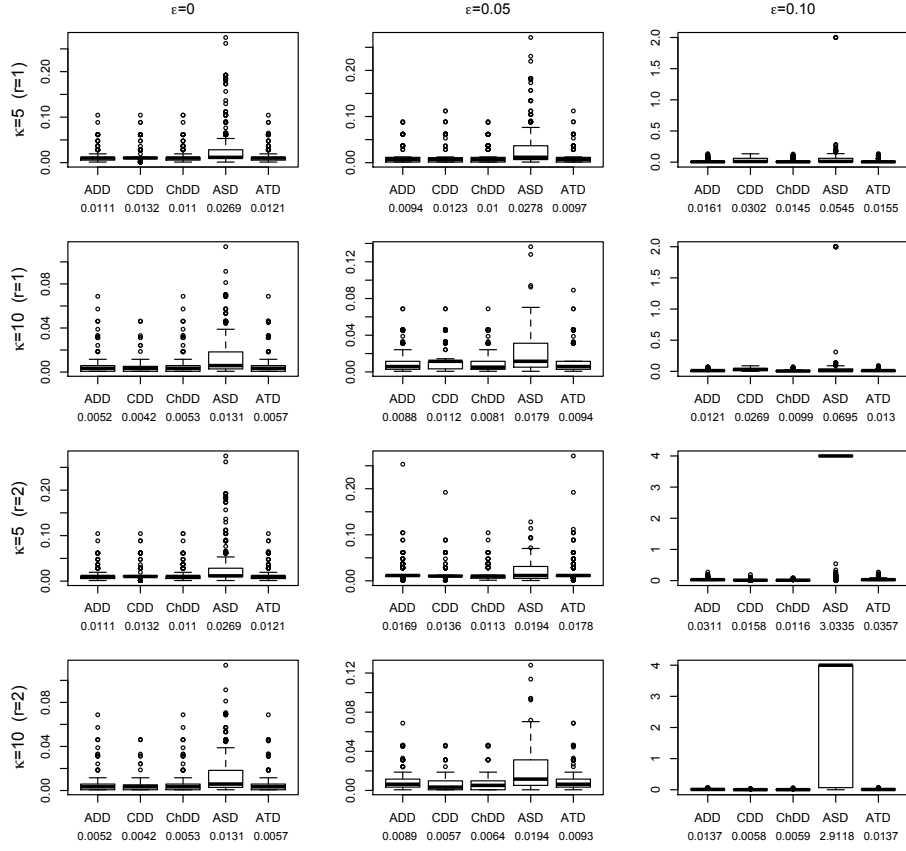 ε=0 ε=0.05 ε=0.10
κ=5 (r=1)
0.00 0.10 0.20
ADD CDD ChDD ASD ATD
0.0111 0.0132 0.011 0.0269 0.0121
0.00 0.10 0.20
ADD CDD ChDD ASD ATD
0.0094 0.0123 0.01 0.0278 0.0097
0.0 0.5 1.0 1.5 2.0
ADD CDD ChDD ASD ATD
0.0161 0.0302 0.0145 0.0545 0.0155
κ=10 (r=1)
0.00 0.04 0.08
ADD CDD ChDD ASD ATD
0.0052 0.0042 0.0053 0.0131 0.0057
0.00 0.04 0.08 0.12
ADD CDD ChDD ASD ATD
0.0088 0.0112 0.0081 0.0179 0.0094
0.0 0.5 1.0 1.5 2.0
ADD CDD ChDD ASD ATD
0.0121 0.0269 0.0099 0.0695 0.013
κ=5 (r=2)
0.00 0.10 0.20
ADD CDD ChDD ASD ATD
0.0111 0.0132 0.011 0.0269 0.0121
0.00 0.10 0.20
ADD CDD ChDD ASD ATD
0.0169 0.0136 0.0113 0.0194 0.0178
0 1 2 3 4
ADD CDD ChDD ASD ATD
0.0311 0.0158 0.0116 3.0335 0.0357
κ=10 (r=2)
0.00 0.04 0.08
ADD CDD ChDD ASD ATD
0.0052 0.0042 0.0053 0.0131 0.0057
0.00 0.04 0.08 0.12
ADD CDD ChDD ASD ATD
0.0089 0.0057 0.0064 0.0194 0.0093
0 1 2 3 4
ADD CDD ChDD ASD ATD
0.0137 0.0058 0.0059 2.9118 0.0137